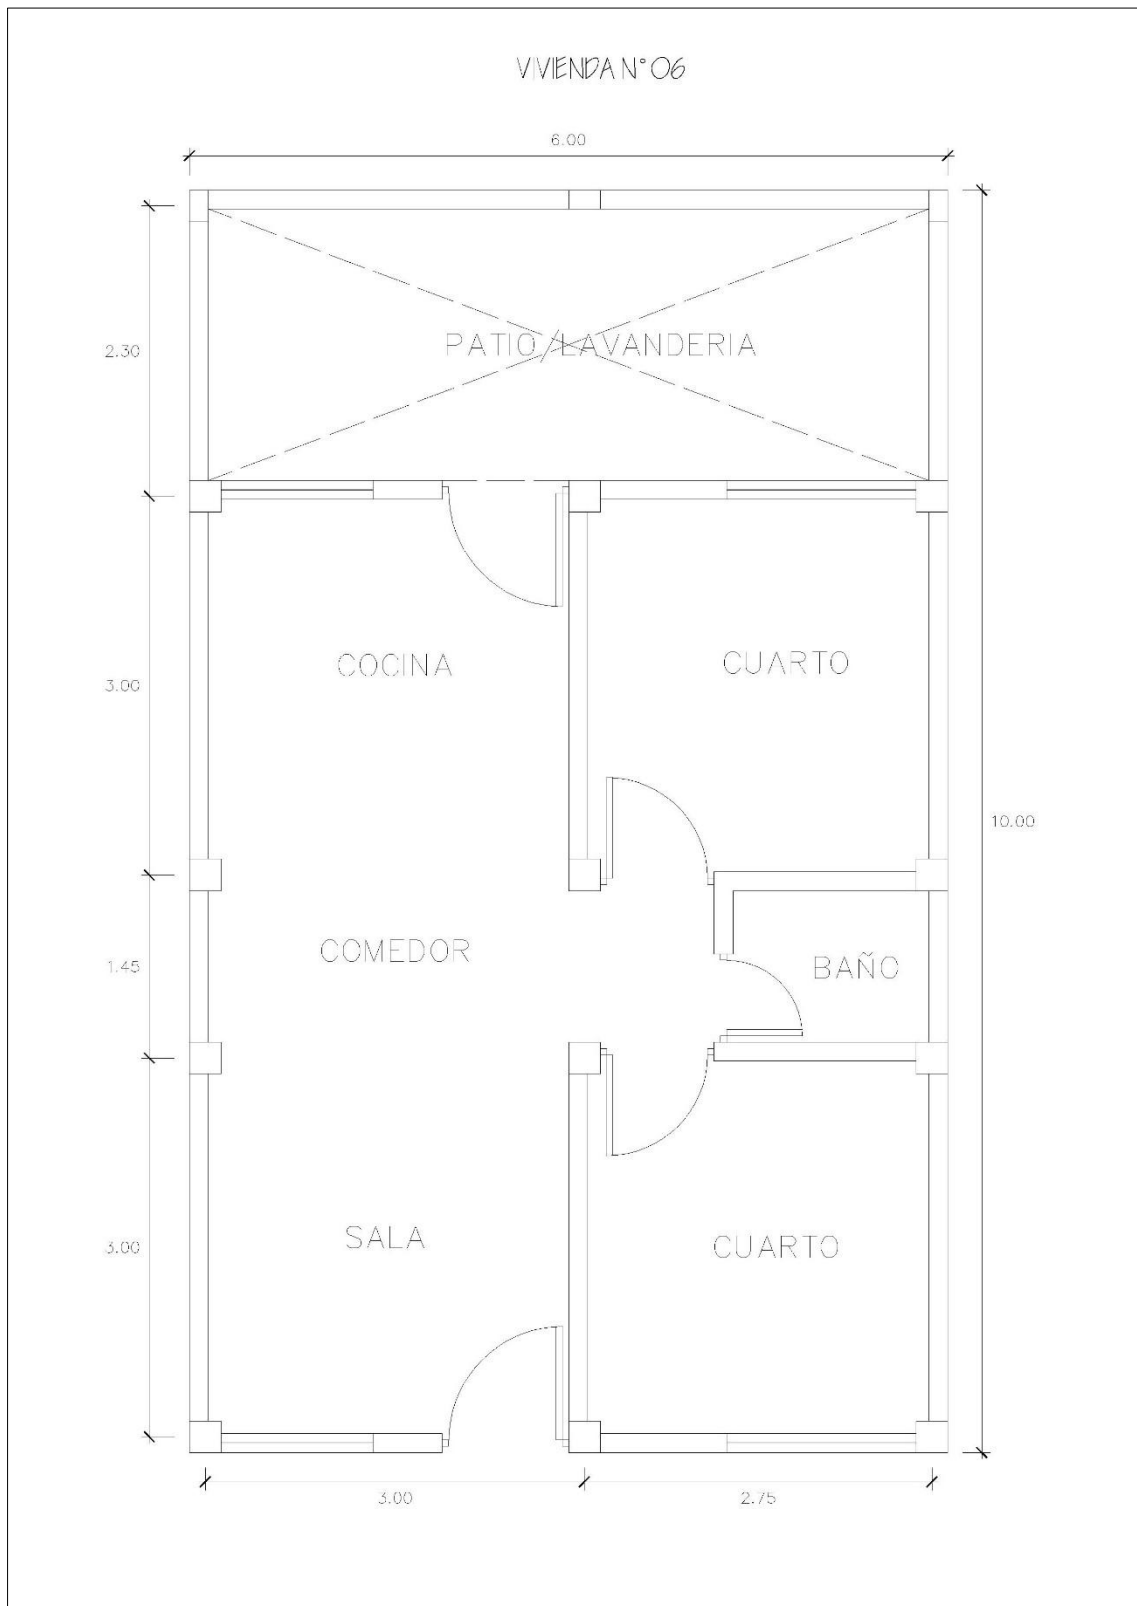 VIVIENDA N° 06
6.00
2.30
PATIO/LAVANDERIA
3.00
COCINA
CUARTO
10.00
1.45
COMEDOR
BAÑO
3.00
SALA
CUARTO
3.00
2.75